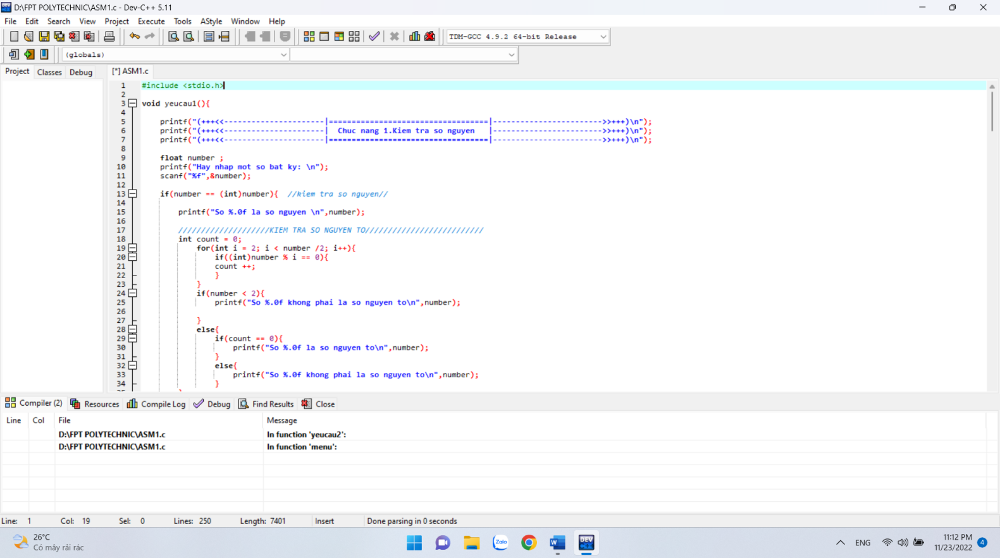 D:\FPT POLYTECHNIC\ASM1.c - Dev-C++ 5.11
File Edit Search View Project Execute Tools AStyle Window Help
TDM-GCC 4.9.2 64-bit Release
(globals)
Project Classes Debug [*] ASM1.c
1 #include <stdio.h>
2
3 void yeucau1(){
4
5 printf("(+++<<----------------------|===================================|------------------------>>+++)\n");
6 printf("(+++<<----------------------|  Chuc nang 1.Kiem tra so nguyen   |------------------------>>+++)\n");
7 printf("(+++<<----------------------|===================================|------------------------>>+++)\n");
8
9 float number ;
10 printf("Hay nhap mot so bat ky: \n");
11 scanf("%f",&number);
12
13 if(number == (int)number){  //kiem tra so nguyen//
14
15 printf("So %.0f la so nguyen \n",number);
16
17 ////////////////////KIEM TRA SO NGUYEN TO//////////////////////////
18 int count = 0;
19 for(int i = 2; i < number /2; i++){
20 if((int)number % i == 0){
21 count ++;
22 }
23 }
24 if(number < 2){
25 printf("So %.0f khong phai la so nguyen to\n",number);
26
27 }
28 else{
29 if(count == 0){
30 printf("So %.0f la so nguyen to\n",number);
31 }
32 else{
33 printf("So %.0f khong phai la so nguyen to\n",number);
34 }
Compiler (2) Resources Compile Log Debug Find Results Close
Line Col File Message
D:\FPT POLYTECHNIC\ASM1.c In function 'yeucau2':
D:\FPT POLYTECHNIC\ASM1.c In function 'menu':
Line: 1 Col: 19 Sel: 0 Lines: 250 Length: 7401 Insert Done parsing in 0 seconds
26°C
Có mây rải rác
Zalo
W
DEV
ENG
11:12 PM
11/23/2022
4